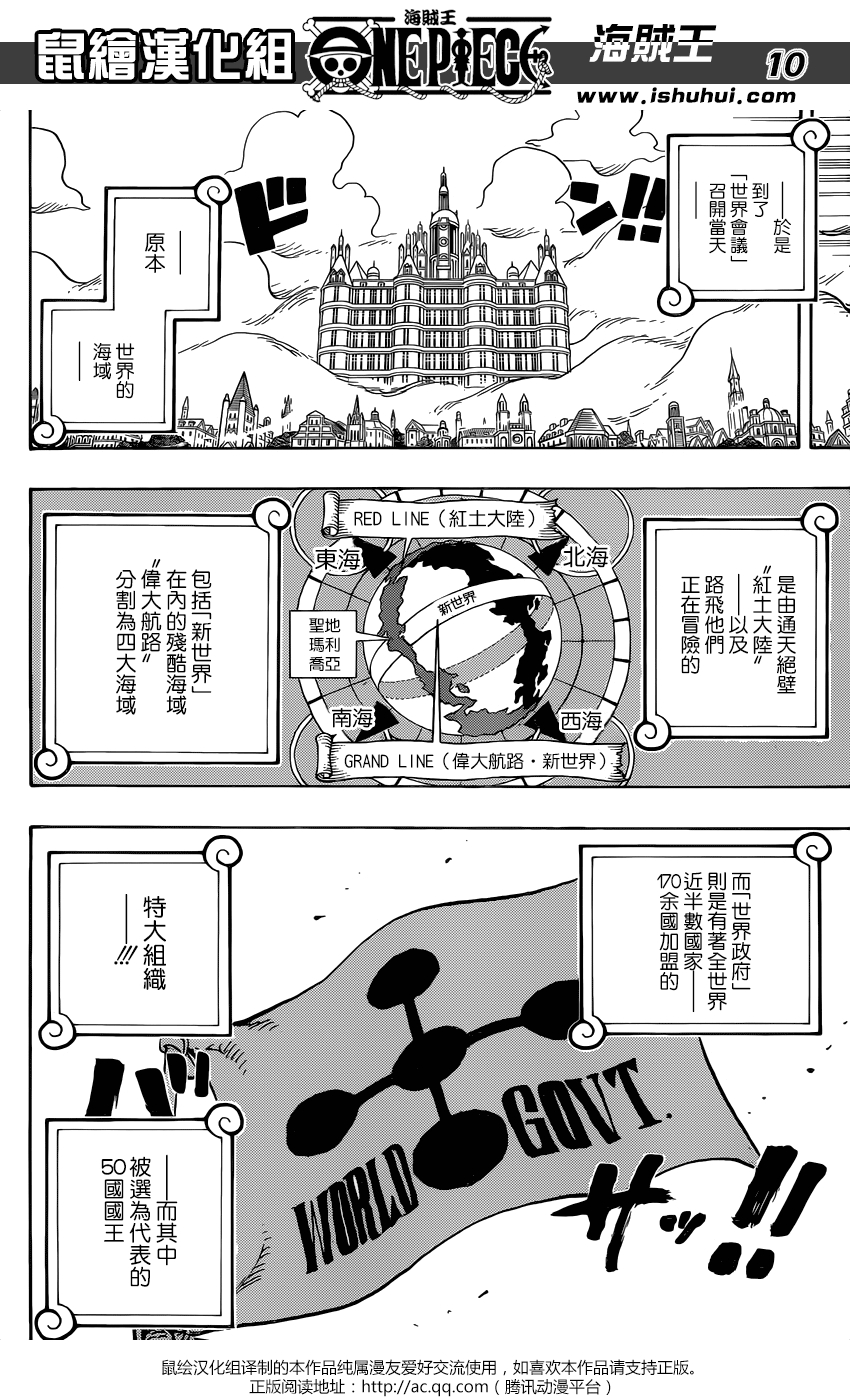 鼠繪漢化組
海賊王
ONE PIECE
海賊王
10
www.ishuhui.com
——於是
到了
「世界會議」
召開當天
——
ドン!!
——
原本
世界的
海域
——
是由通天絕壁
〝紅土大陸〞
——以及
路飛他們
正在冒險的
RED LINE（紅土大陸）
東海
北海
新世界
聖地
瑪利
喬亞
南海
西海
GRAND LINE（偉大航路・新世界）
包括「新世界」
在內的殘酷海域
〝偉大航路〞
分割為四大海域
而「世界政府」
則是有著全世界
近半數國家——
170余國加盟的
特大組織
——!!!
WORLD GOVT.
バサッ!!
——而其中
被選為代表的
50國國王
鼠绘汉化组译制的本作品纯属漫友爱好交流使用，如喜欢本作品请支持正版。
正版阅读地址：http://ac.qq.com（腾讯动漫平台）